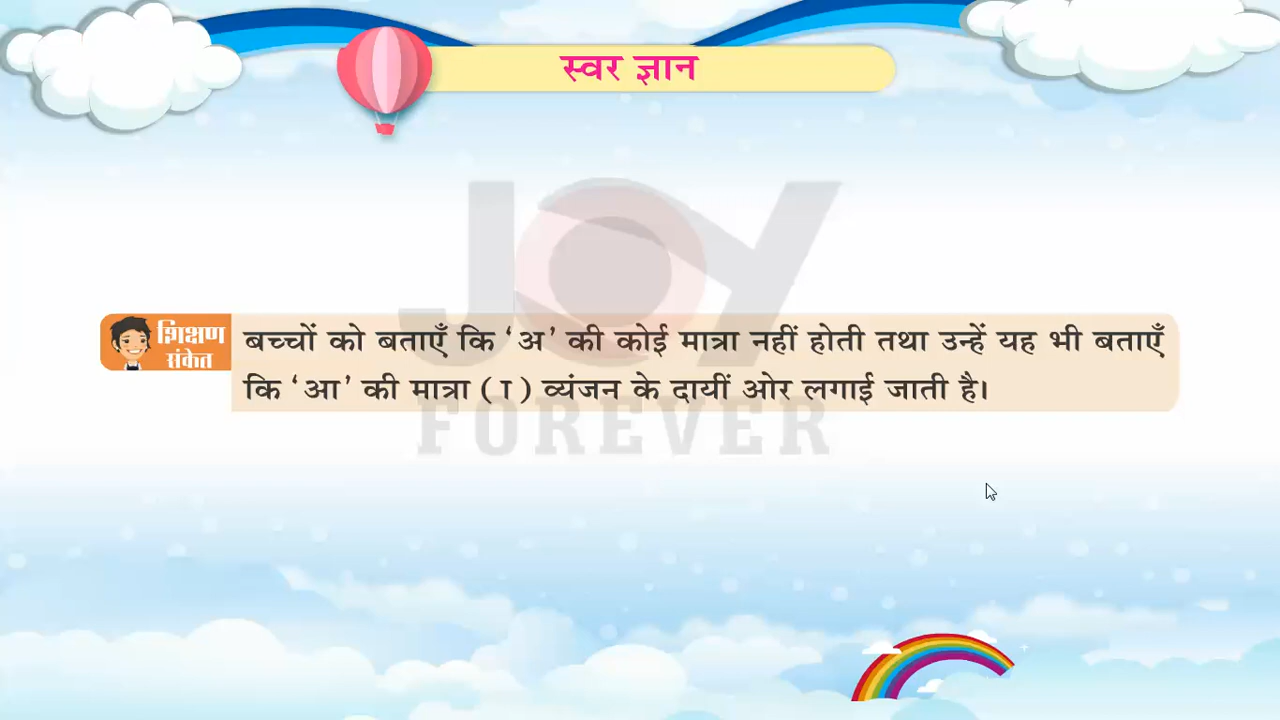 स्वर ज्ञान
JOY
FOREVER
शिक्षण
संकेत
बच्चों को बताएँ कि ‘अ’ की कोई मात्रा नहीं होती तथा उन्हें यह भी बताएँ
कि ‘आ’ की मात्रा (ा) व्यंजन के दायीं ओर लगाई जाती है।